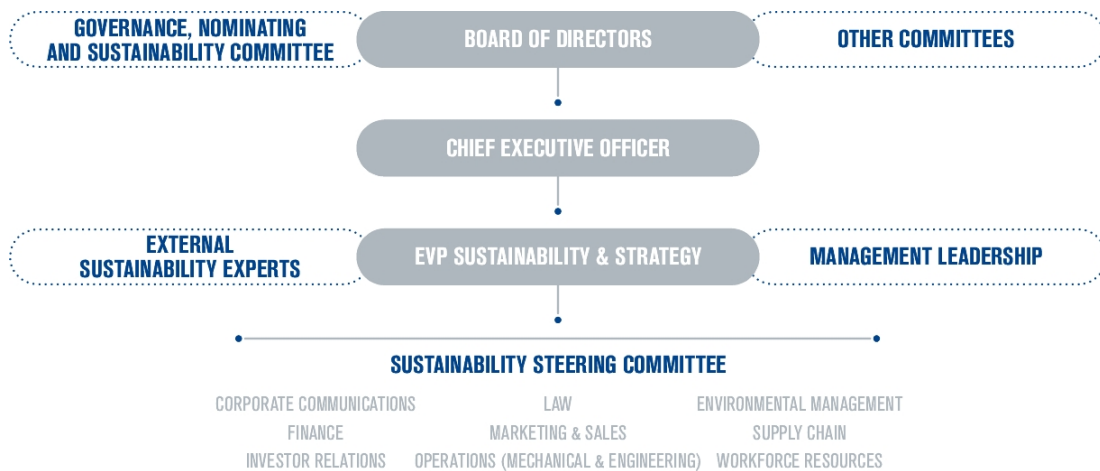 GOVERNANCE, NOMINATING
AND SUSTAINABILITY COMMITTEE
BOARD OF DIRECTORS
OTHER COMMITTEES
CHIEF EXECUTIVE OFFICER
EXTERNAL
SUSTAINABILITY EXPERTS
EVP SUSTAINABILITY & STRATEGY
MANAGEMENT LEADERSHIP
SUSTAINABILITY STEERING COMMITTEE
CORPORATE COMMUNICATIONS
FINANCE
INVESTOR RELATIONS
LAW
MARKETING & SALES
OPERATIONS (MECHANICAL & ENGINEERING)
ENVIRONMENTAL MANAGEMENT
SUPPLY CHAIN
WORKFORCE RESOURCES